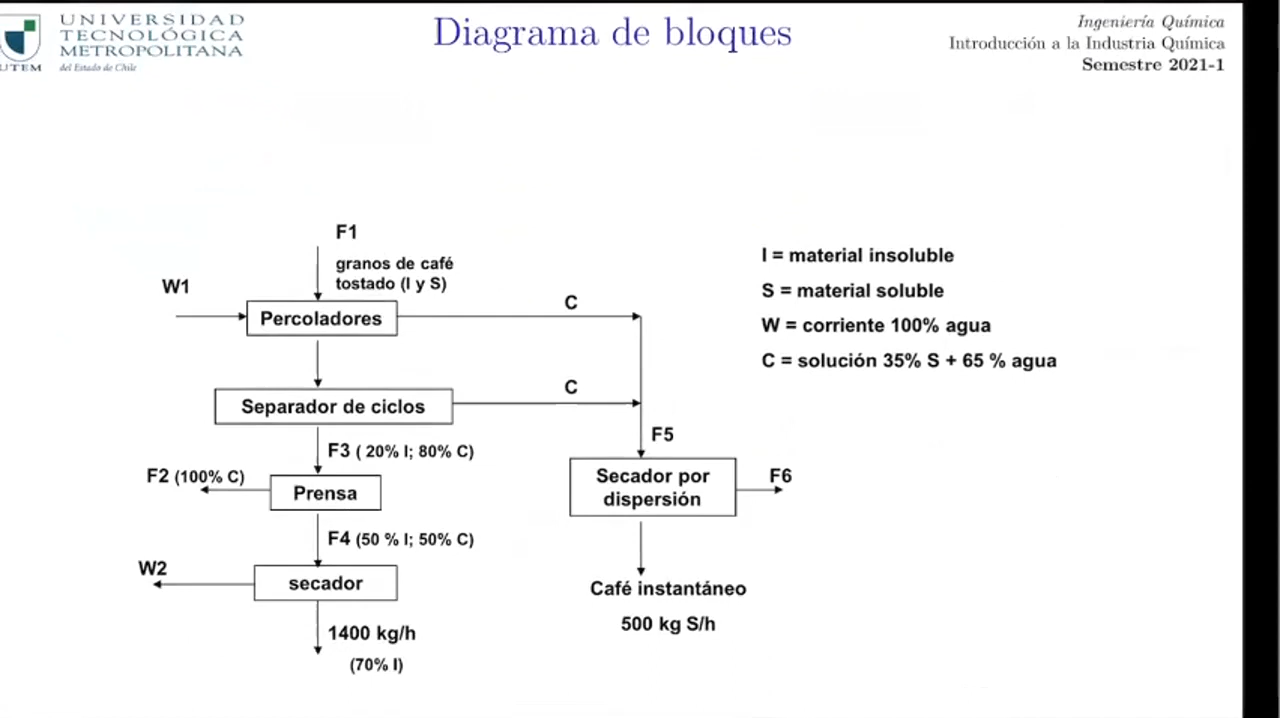 UNIVERSIDAD
TECNOLÓGICA
METROPOLITANA
del Estado de Chile
UTEM
Diagrama de bloques
Ingeniería Química
Introducción a la Industria Química
Semestre 2021-1
F1
granos de café
tostado (I y S)
W1
Percoladores
C
Separador de ciclos
C
F3 ( 20% I; 80% C)
F2 (100% C)
Prensa
F4 (50 % I; 50% C)
W2
secador
1400 kg/h
(70% I)
F5
Secador por
dispersión
F6
Café instantáneo
500 kg S/h
I = material insoluble
S = material soluble
W = corriente 100% agua
C = solución 35% S + 65 % agua